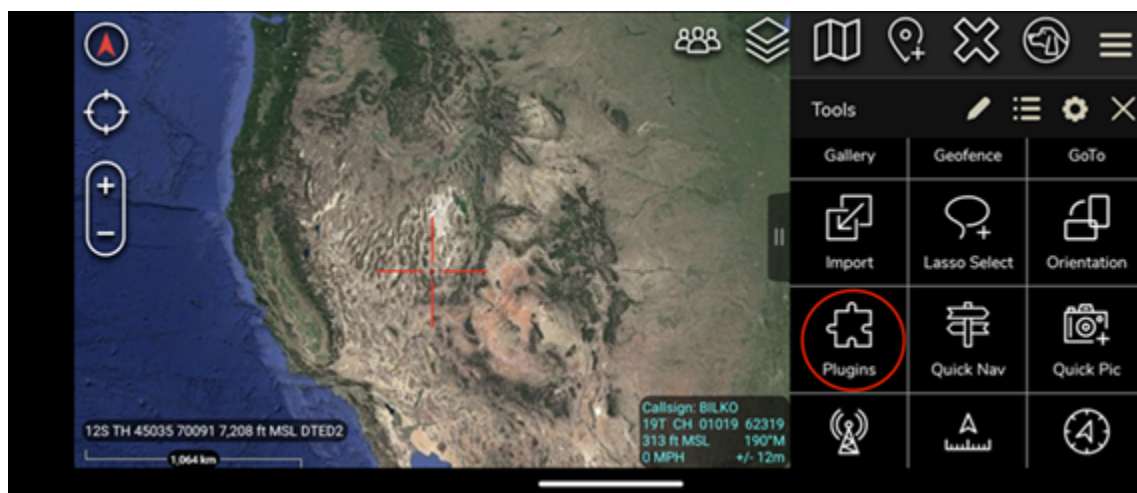 Tools
Gallery
Geofence
GoTo
Import
Lasso Select
Orientation
Plugins
Quick Nav
Quick Pic
12S TH 45035 70091 7,208 ft MSL DTED2
1,064 km
Callsign: BILKO
19T CH 01019 62319
313 ft MSL 190°M
0 MPH +/- 12m